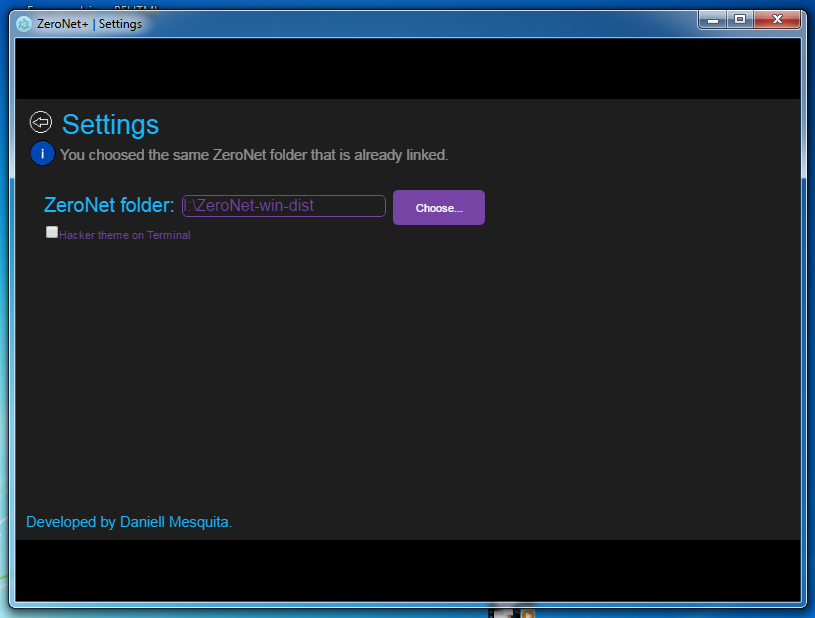 ZeroNet+ | Settings
Settings
i
You choosed the same ZeroNet folder that is already linked.
ZeroNet folder: I:\ZeroNet-win-dist Choose...
Hacker theme on Terminal
Developed by Daniell Mesquita.